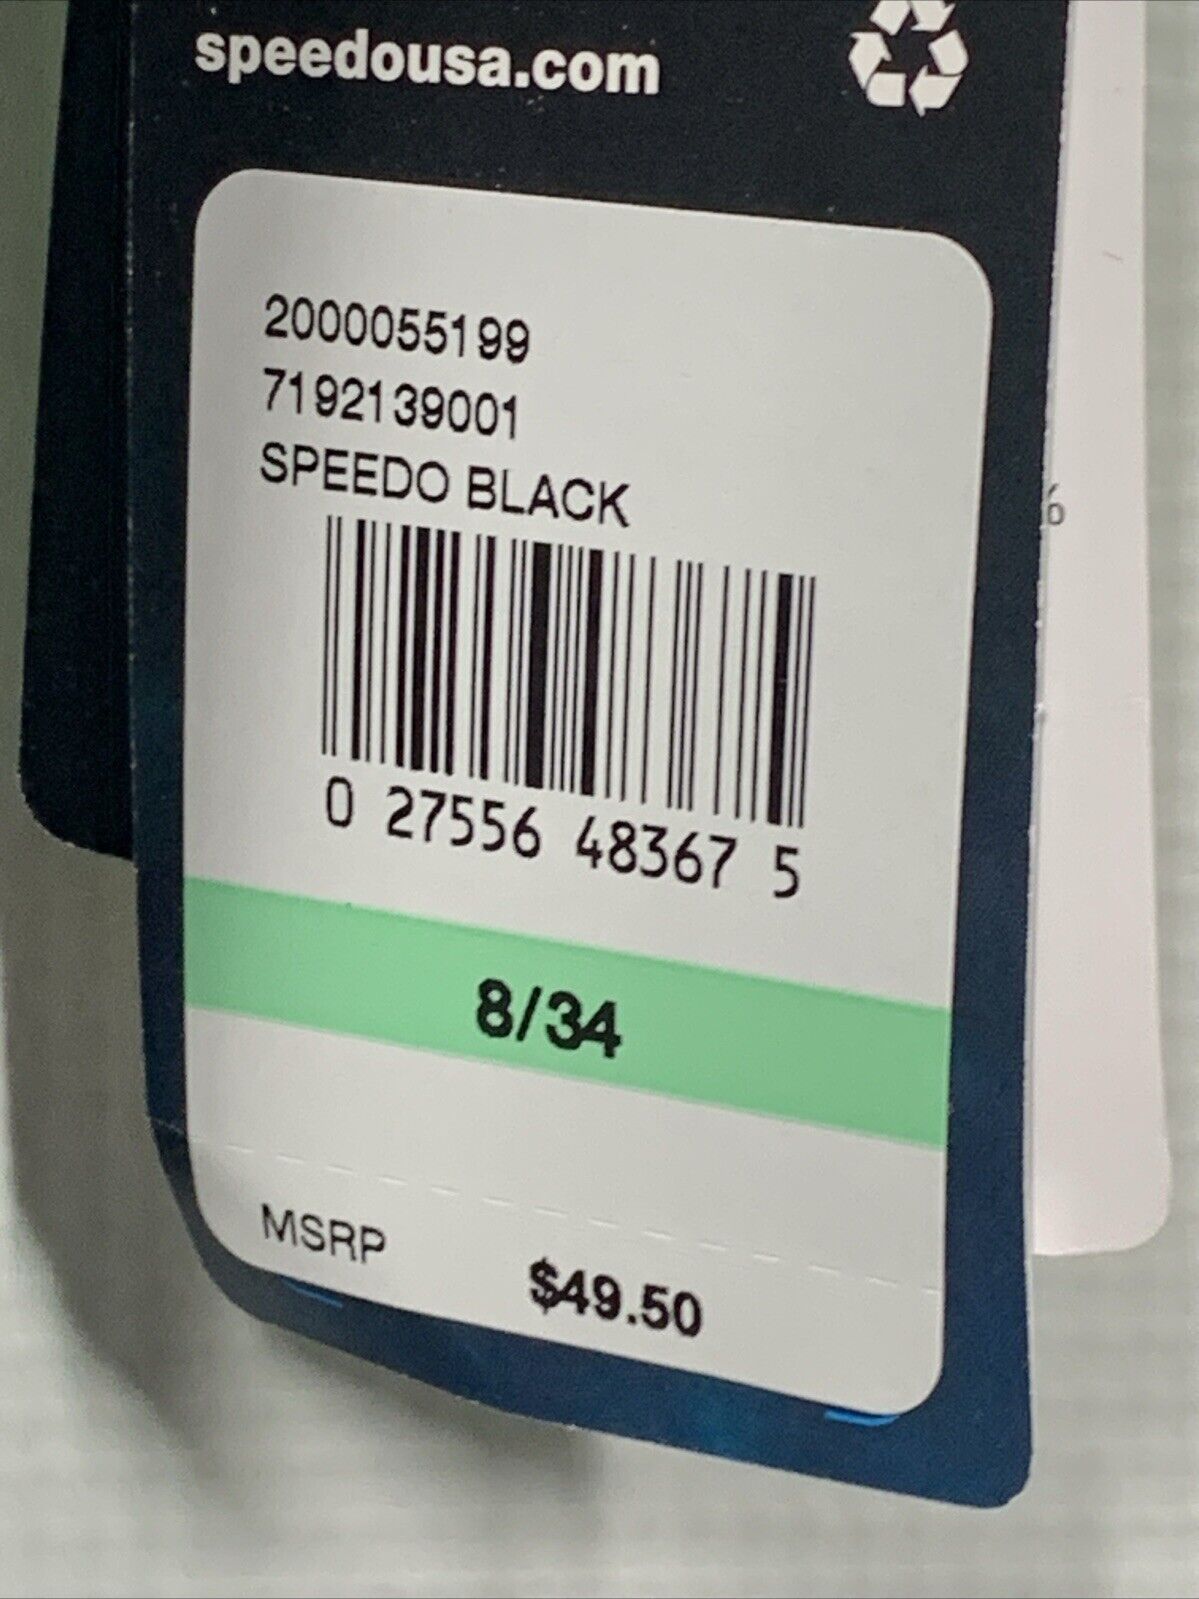 speedousa.com
2000055199
7192139001
SPEEDO BLACK
0 27556 48367 5
8/34
MSRP
$49.50